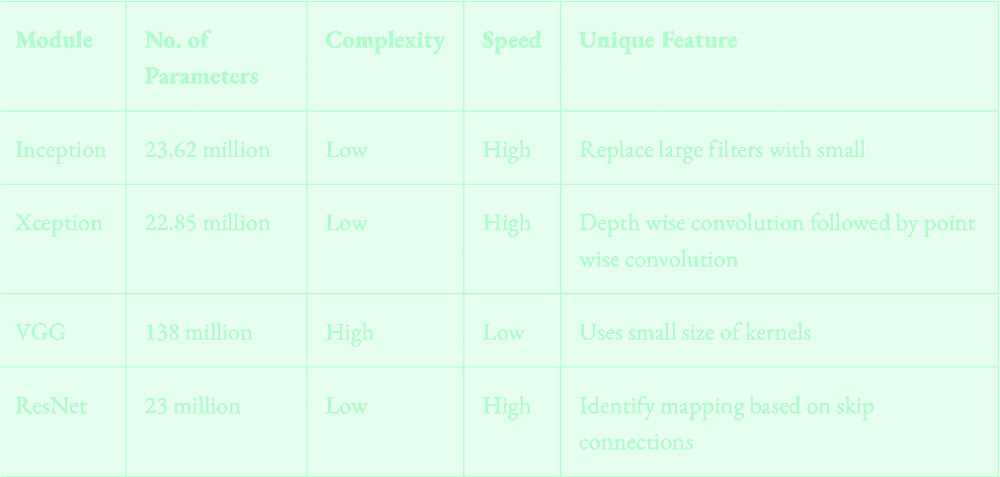 Module No. of Parameters Complexity Speed Unique Feature
Inception 23.62 million Low High Replace large filters with small
Xception 22.85 million Low High Depth wise convolution followed by point
wise convolution
VGG 138 million High Low Uses small size of kernels
ResNet 23 million Low High Identify mapping based on skip
connections